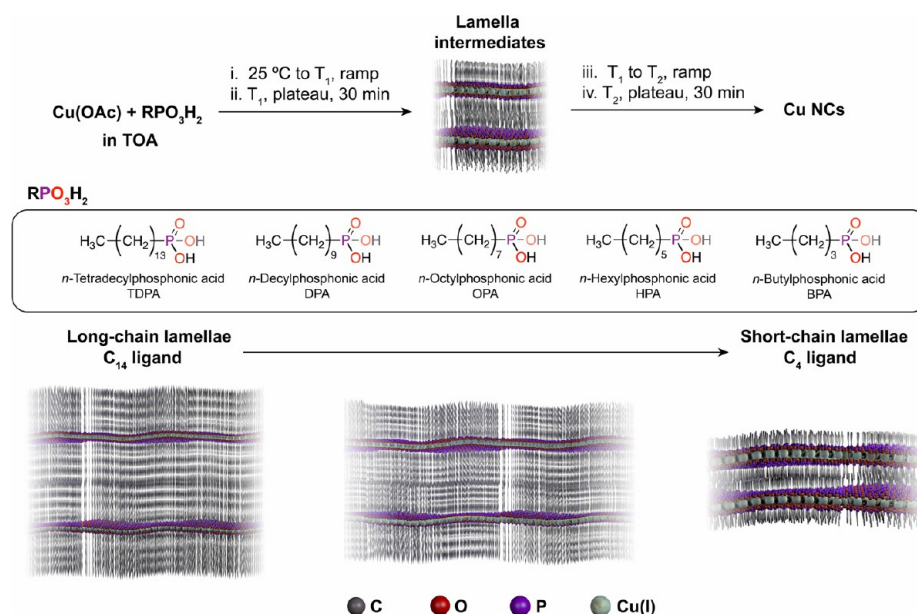 Lamella
intermediates
i. 25 ºC to T₁, ramp
ii. T₁, plateau, 30 min
iii. T₁ to T₂, ramp
iv. T₂, plateau, 30 min
Cu(OAc) + RPO₃H₂
in TOA
Cu NCs
RPO₃H₂
H₃C (CH₂)₁₃ P O OH OH
H₃C (CH₂)₉ P O OH OH
H₃C (CH₂)₇ P O OH OH
H₃C (CH₂)₅ P O OH OH
H₃C (CH₂)₃ P O OH OH
n-Tetradecylphosphonic acid
TDPA
n-Decylphosphonic acid
DPA
n-Octylphosphonic acid
OPA
n-Hexylphosphonic acid
HPA
n-Butylphosphonic acid
BPA
Long-chain lamellae
C₁₄ ligand
Short-chain lamellae
C₄ ligand
C O P Cu(I)